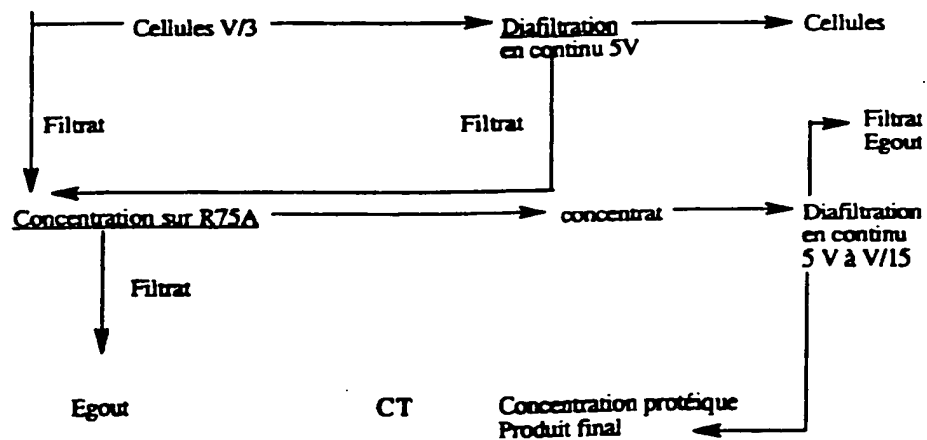 Cellules V/3
Diafiltration
en continu 5V
Cellules
Filtrat
Filtrat
Filtrat
Egout
Concentration sur R75A
concentrat
Diafiltration
en continu
5 V à V/15
Filtrat
Egout
CT
Concentration protéique
Produit final